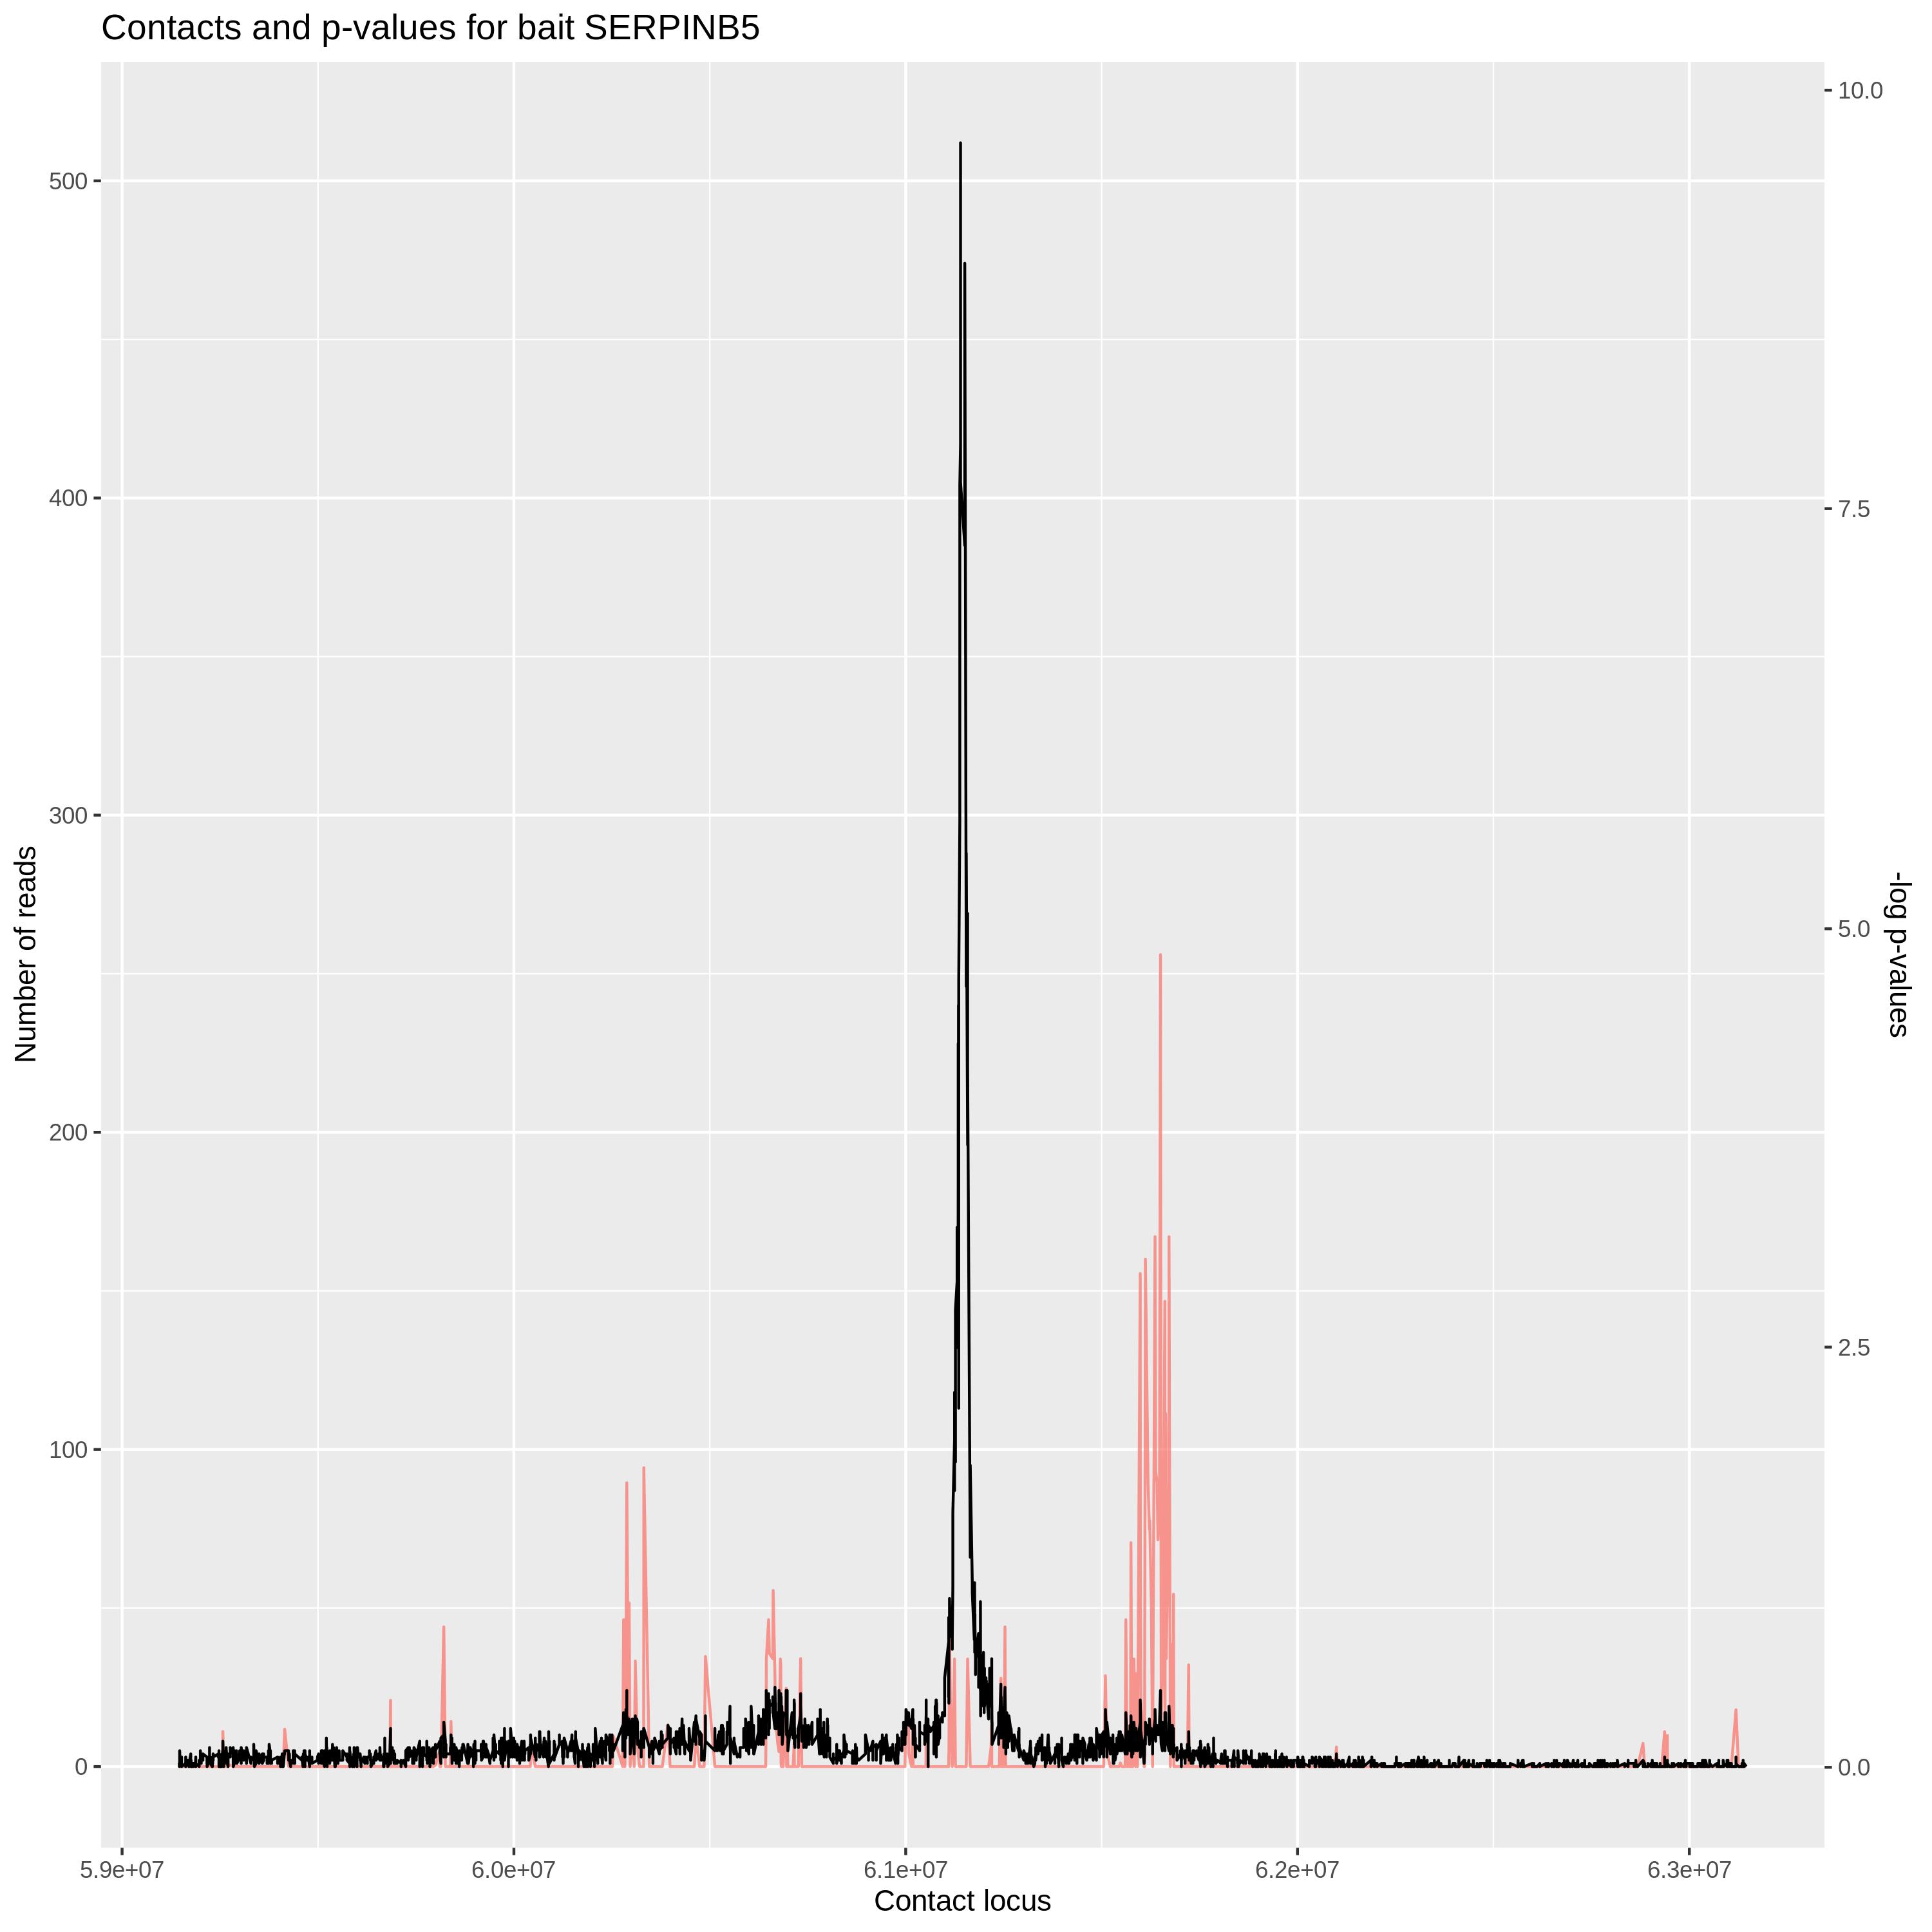 Contacts and p-values for bait SERPINB5
10.0
500
400
7.5
300
5.0
Number of reads
-log p-values
200
2.5
100
0
0.0
5.9e+07 6.0e+07 6.1e+07 6.2e+07 6.3e+07
Contact locus